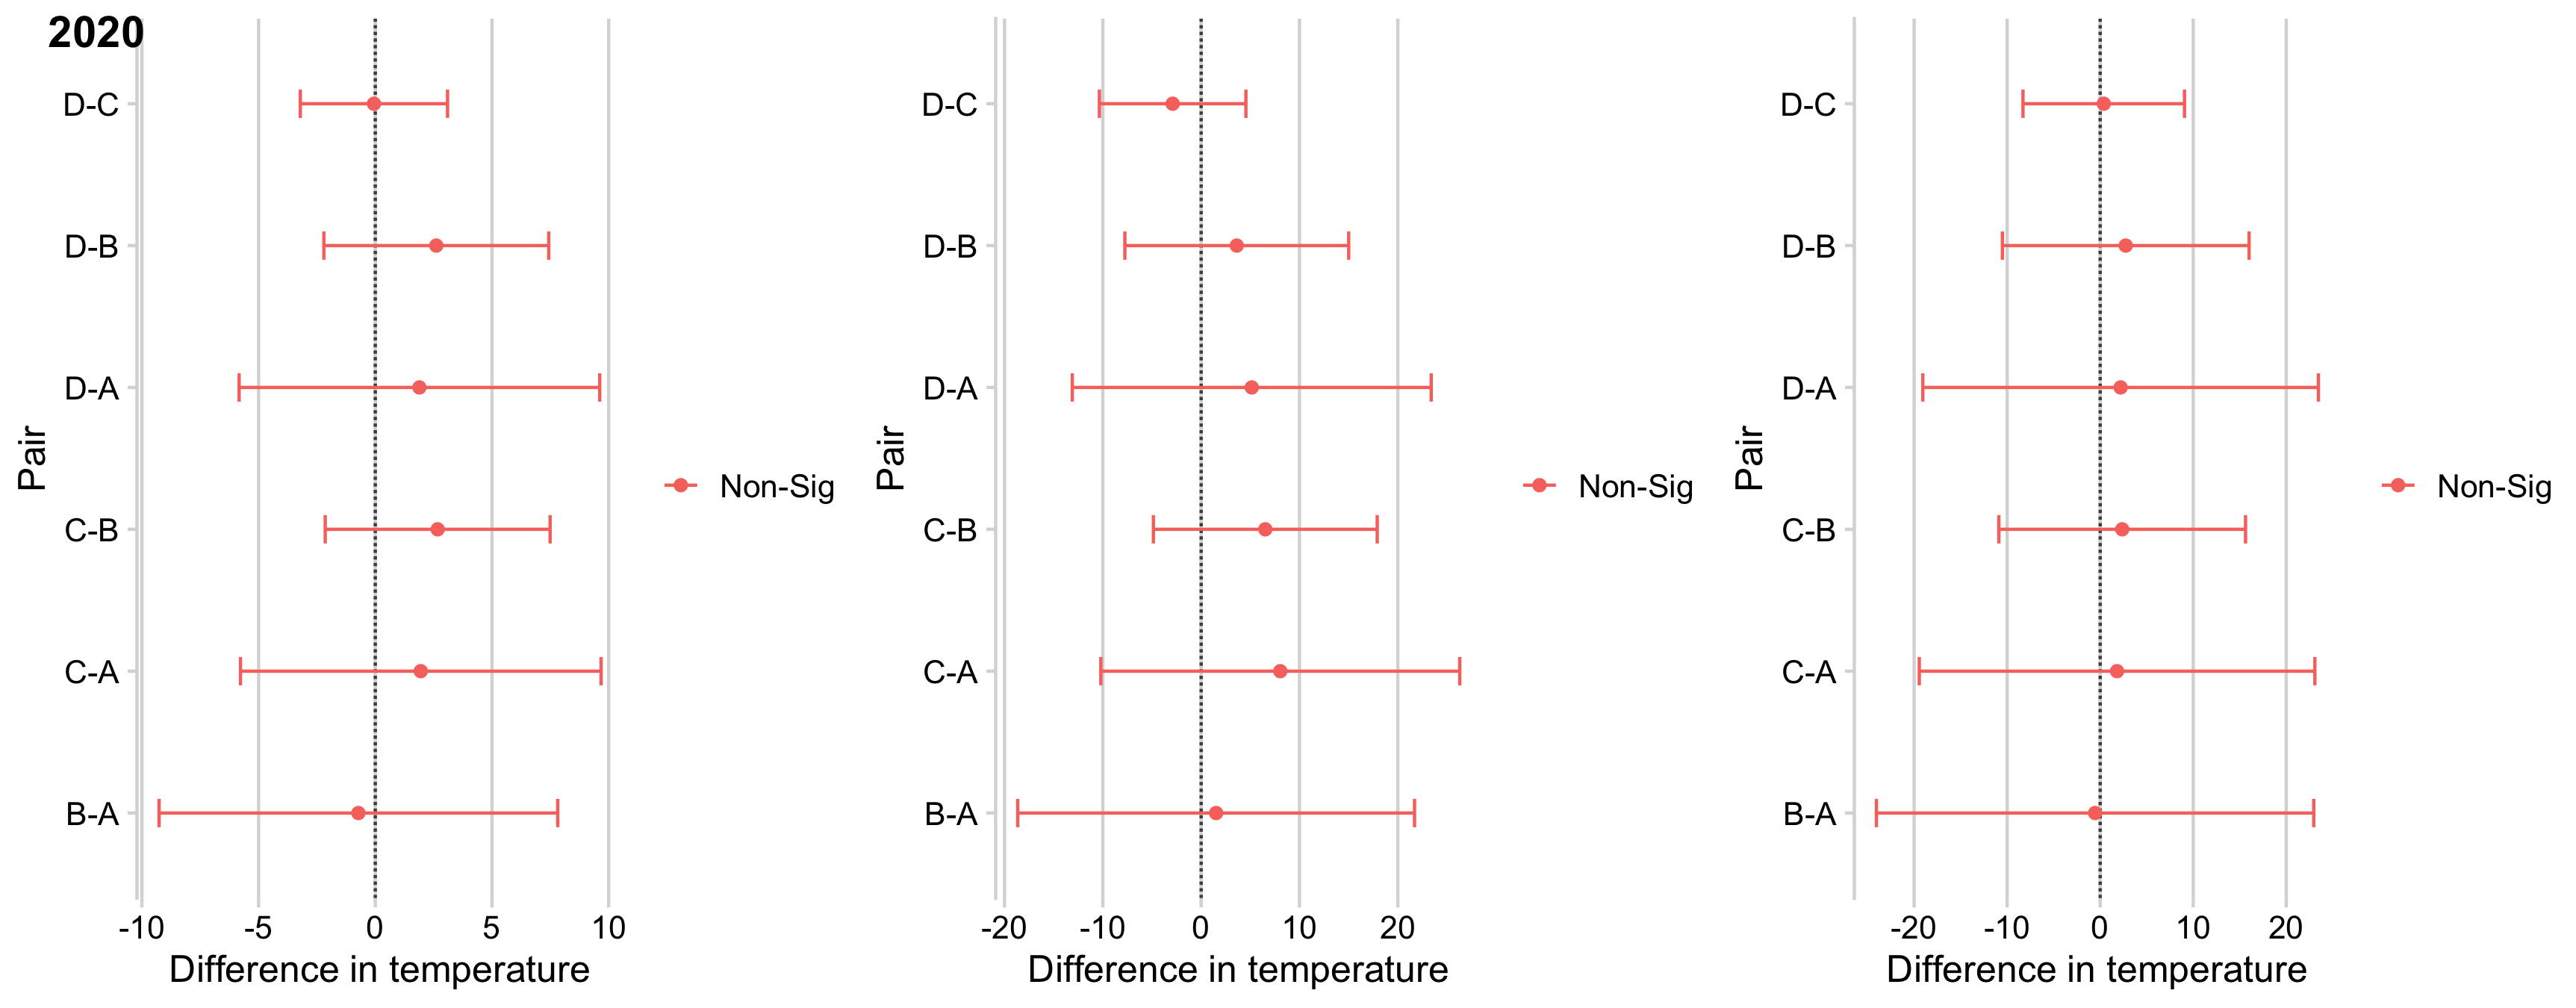 2020
D-C
D-B
D-A
C-B
C-A
B-A
Pair
-10 -5 0 5 10
Difference in temperature
Non-Sig
D-C
D-B
D-A
C-B
C-A
B-A
Pair
-20 -10 0 10 20
Difference in temperature
Non-Sig
D-C
D-B
D-A
C-B
C-A
B-A
Pair
-20 -10 0 10 20
Difference in temperature
Non-Sig